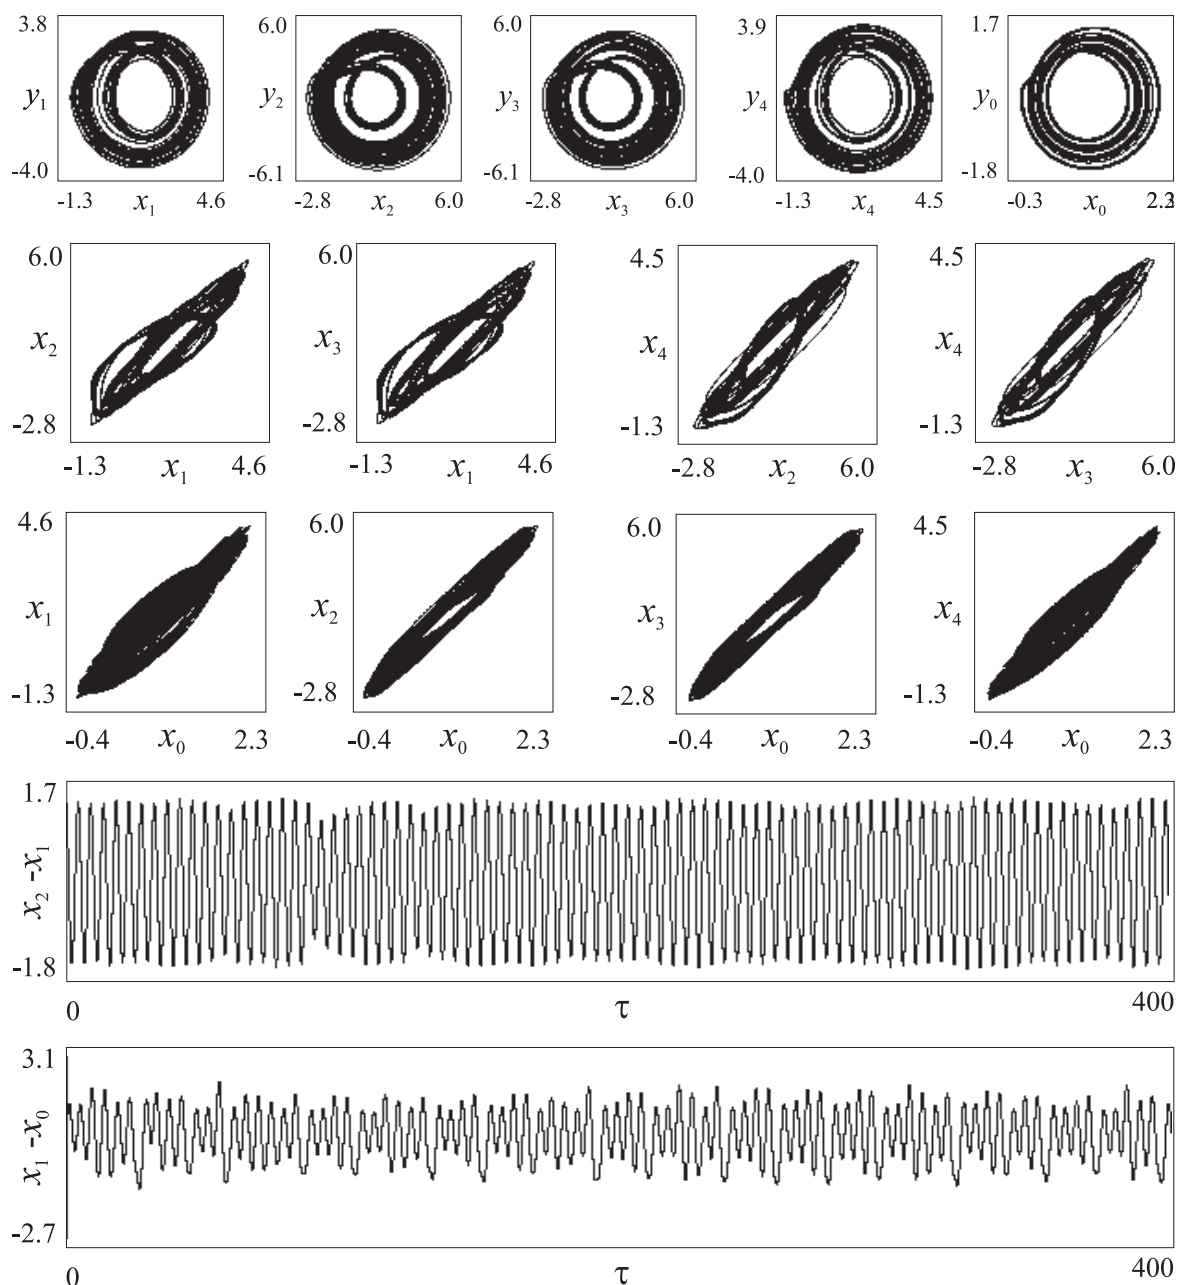 3.8 6.0 6.0 3.9 1.7
y₁ y₂ y₃ y₄ y₀
-4.0 -6.1 -6.1 -4.0 -1.8
-1.3 x₁ 4.6 -2.8 x₂ 6.0 -2.8 x₃ 6.0 -1.3 x₄ 4.5 -0.3 x₀
6.0 6.0 4.5 4.5
x₂ x₃ x₄ x₄
-2.8 -2.8 -1.3 -1.3
-1.3 x₁ 4.6 -1.3 x₁ 4.6 -2.8 x₂ 6.0 -2.8 x₃ 6.0
4.6 6.0 6.0 4.5
x₁ x₂ x₃ x₄
-1.3 -2.8 -2.8 -1.3
-0.4 x₀ 2.3 -0.4 x₀ 2.3 -0.4 x₀ 2.3 -0.4 x₀ 2.3
1.7
x₂ -x₁
-1.8
0 τ 400
3.1
x₁ -x₀
-2.7
0 τ 400